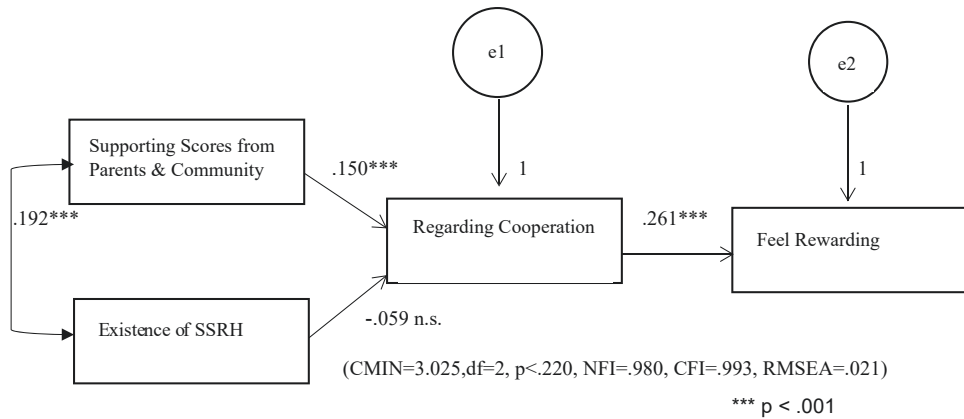 e1
e2
Supporting Scores from
Parents & Community
.150***
1
1
.192***
Regarding Cooperation
.261***
Feel Rewarding
Existence of SSRH
-.059 n.s.
(CMIN=3.025,df=2, p<.220, NFI=.980, CFI=.993, RMSEA=.021)
*** p < .001